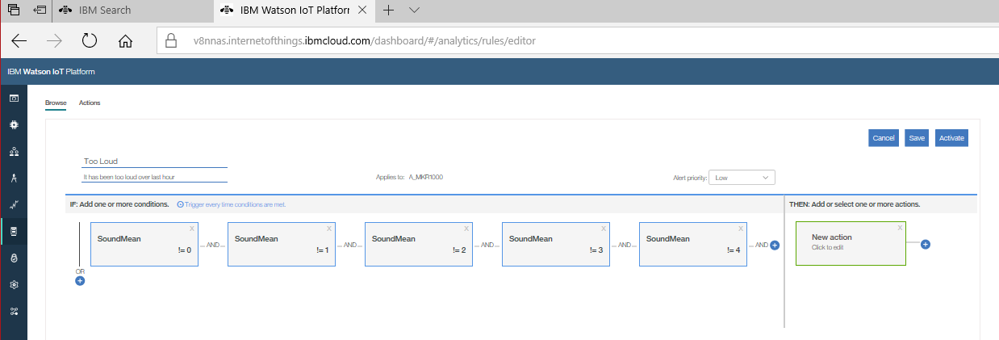 IBM Search
IBM Watson IoT Platforr
v8nnas.internetofthings.ibmcloud.com/dashboard/#/analytics/rules/editor
IBM Watson IoT Platform
Browse Actions
Cancel Save Activate
Too Loud
It has been too loud over last hour
Applies to: A_MKR1000
Alert priority: Low
IF: Add one or more conditions. Trigger every time conditions are met.
THEN: Add or select one or more actions.
SoundMean X
!= 0
AND
SoundMean X
!= 1
AND
SoundMean X
!= 2
AND
SoundMean X
!= 3
AND
SoundMean X
!= 4
AND
OR
New action X
Click to edit